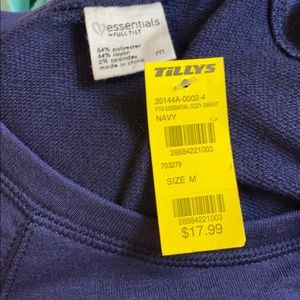 essentials
BY FULL TILT
54% polyester
44% rayon
2% spandex
made in china
m
TILLYS
35144A-0002-4
FTG ESSENTIAL COZY SWEAT
NAVY
28884221003
703279
SIZE M
28884221003
$17.99